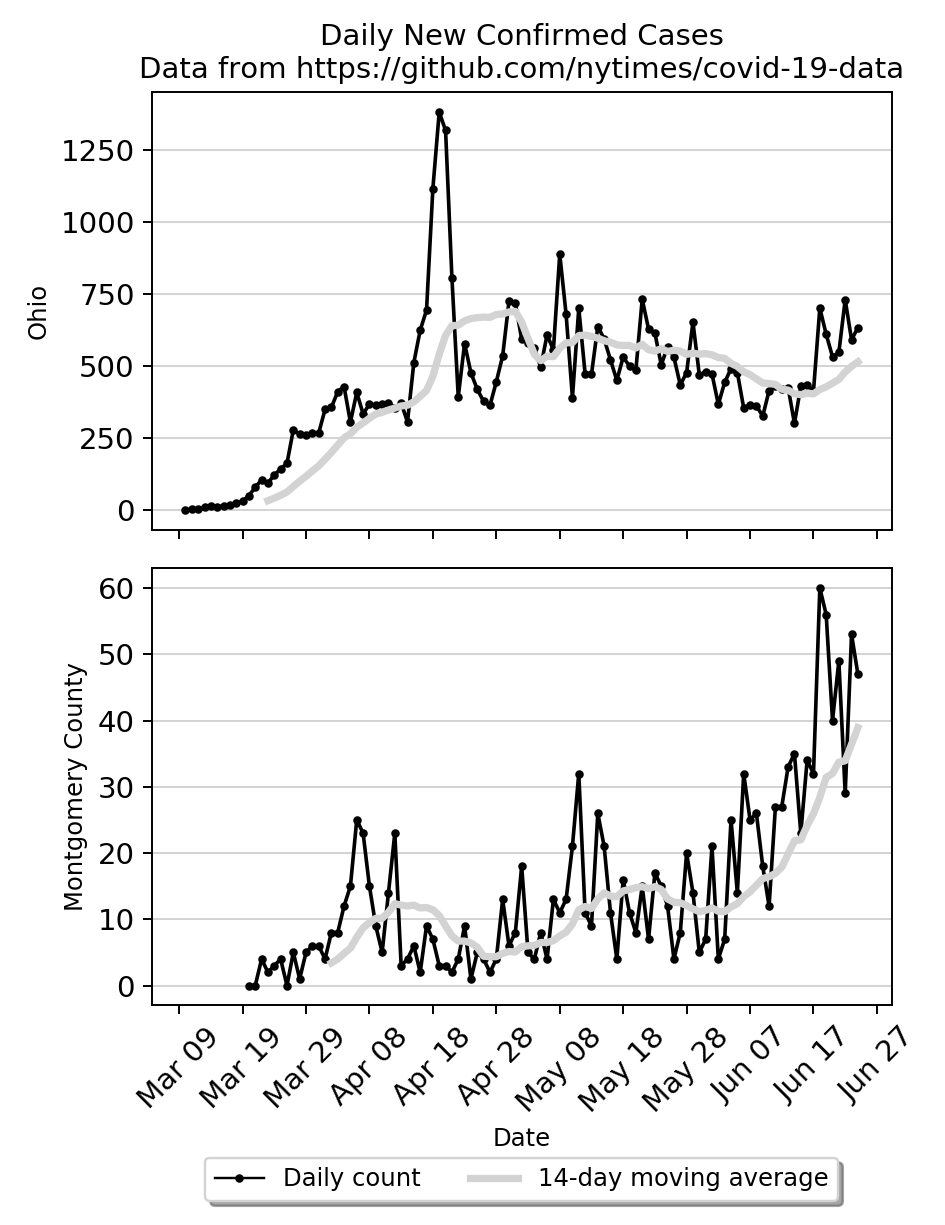 Daily New Confirmed Cases
Data from https://github.com/nytimes/covid-19-data
1250
1000
750
500
250
0
Ohio
60
50
40
30
20
10
0
Montgomery County
Mar 09
Mar 19
Mar 29
Apr 08
Apr 18
Apr 28
May 08
May 18
May 28
Jun 07
Jun 17
Jun 27
Date
Daily count
14-day moving average